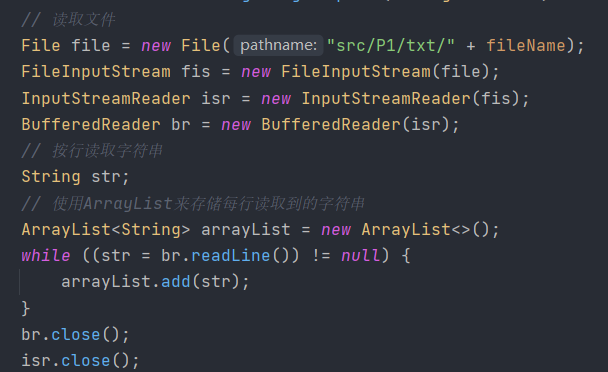 // 读取文件
File file = new File( pathname: "src/P1/txt/" + fileName);
FileInputStream fis = new FileInputStream(file);
InputStreamReader isr = new InputStreamReader(fis);
BufferedReader br = new BufferedReader(isr);
// 按行读取字符串
String str;
// 使用ArrayList来存储每行读取到的字符串
ArrayList<String> arrayList = new ArrayList<>();
while ((str = br.readLine()) != null) {
    arrayList.add(str);
}
br.close();
isr.close();